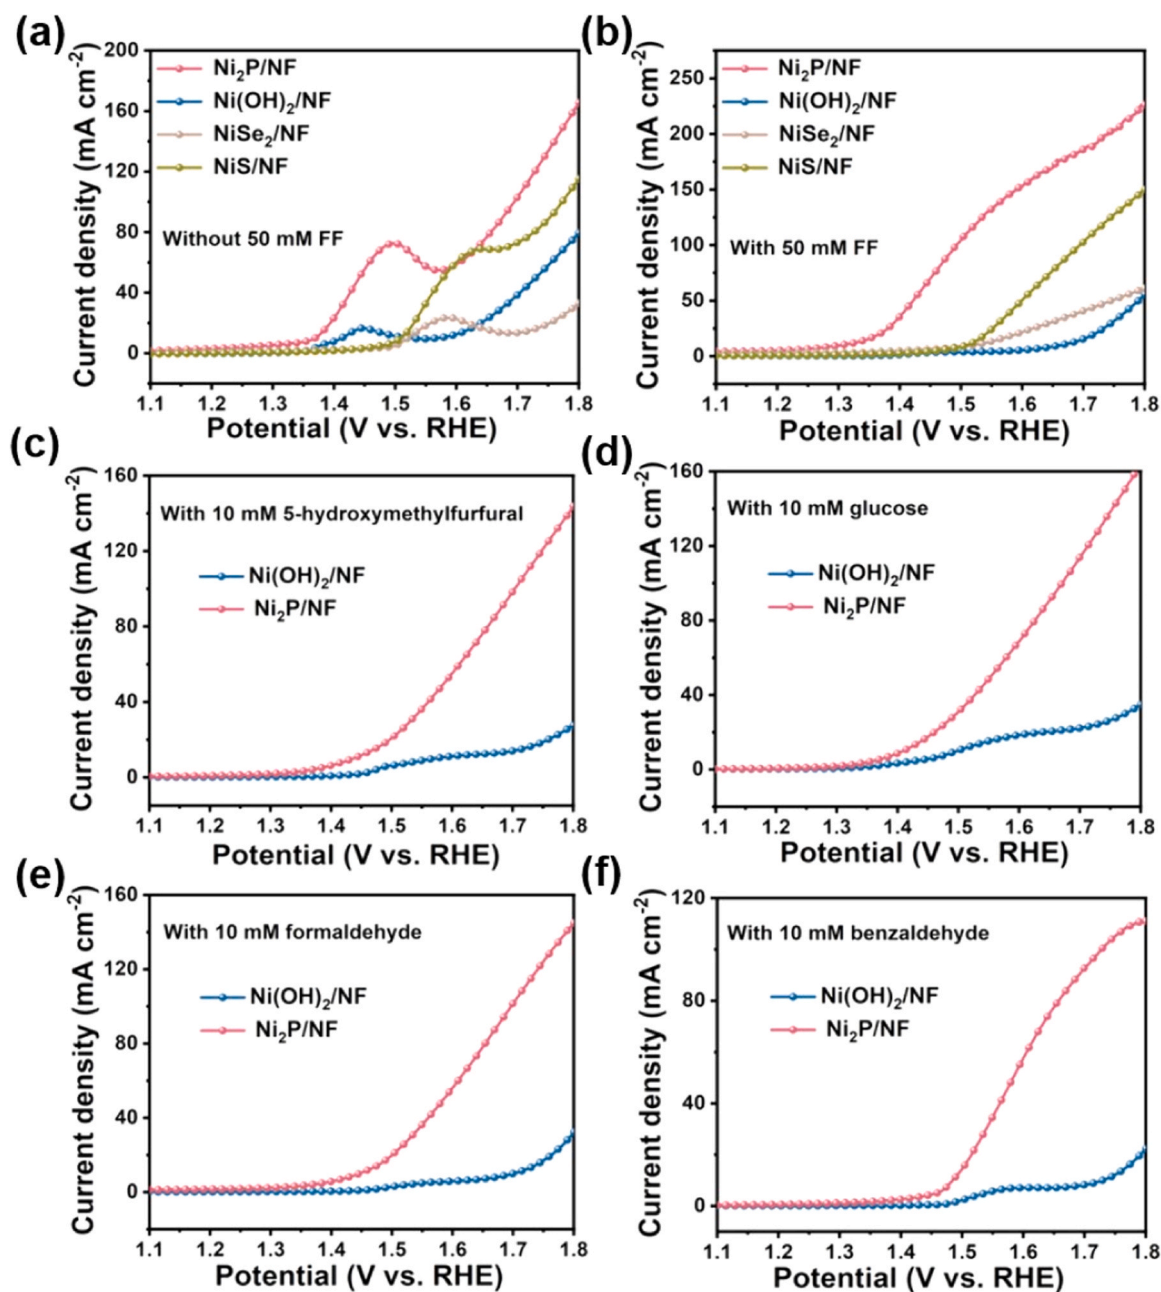 (a)
200
160
120
80
40
0
Current density (mA cm⁻²)
Ni₂P/NF
Ni(OH)₂/NF
NiSe₂/NF
NiS/NF
Without 50 mM FF
1.1 1.2 1.3 1.4 1.5 1.6 1.7 1.8
Potential (V vs. RHE)
(b)
250
200
150
100
50
0
Current density (mA cm⁻²)
Ni₂P/NF
Ni(OH)₂/NF
NiSe₂/NF
NiS/NF
With 50 mM FF
1.1 1.2 1.3 1.4 1.5 1.6 1.7 1.8
Potential (V vs. RHE)
(c)
160
120
80
40
0
Current density (mA cm⁻²)
With 10 mM 5-hydroxymethylfurfural
Ni(OH)₂/NF
Ni₂P/NF
1.1 1.2 1.3 1.4 1.5 1.6 1.7 1.8
Potential (V vs. RHE)
(d)
160
120
80
40
0
Current density (mA cm⁻²)
With 10 mM glucose
Ni(OH)₂/NF
Ni₂P/NF
1.1 1.2 1.3 1.4 1.5 1.6 1.7 1.8
Potential (V vs. RHE)
(e)
160
120
80
40
0
Current density (mA cm⁻²)
With 10 mM formaldehyde
Ni(OH)₂/NF
Ni₂P/NF
1.1 1.2 1.3 1.4 1.5 1.6 1.7 1.8
Potential (V vs. RHE)
(f)
120
80
40
0
Current density (mA cm⁻²)
With 10 mM benzaldehyde
Ni(OH)₂/NF
Ni₂P/NF
1.1 1.2 1.3 1.4 1.5 1.6 1.7 1.8
Potential (V vs. RHE)